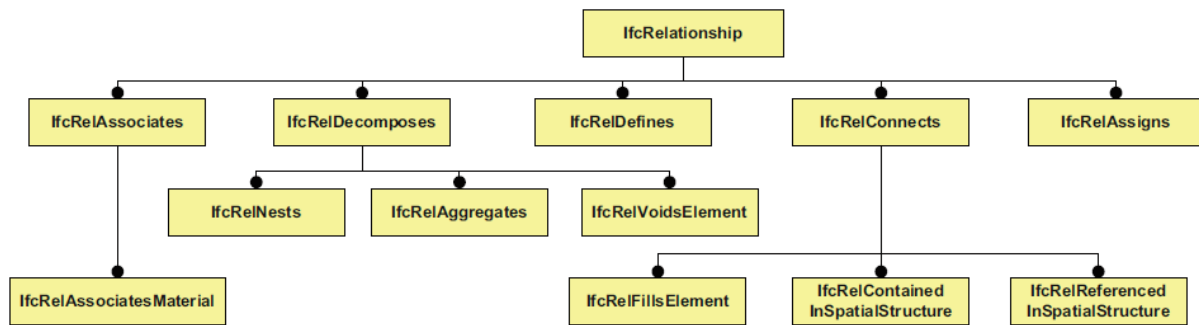 IfcRelationship
IfcRelAssociates
IfcRelDecomposes
IfcRelDefines
IfcRelConnects
IfcRelAssigns
IfcRelNests
IfcRelAggregates
IfcRelVoidsElement
IfcRelAssociatesMaterial
IfcRelFillsElement
IfcRelContained
InSpatialStructure
IfcRelReferenced
InSpatialStructure